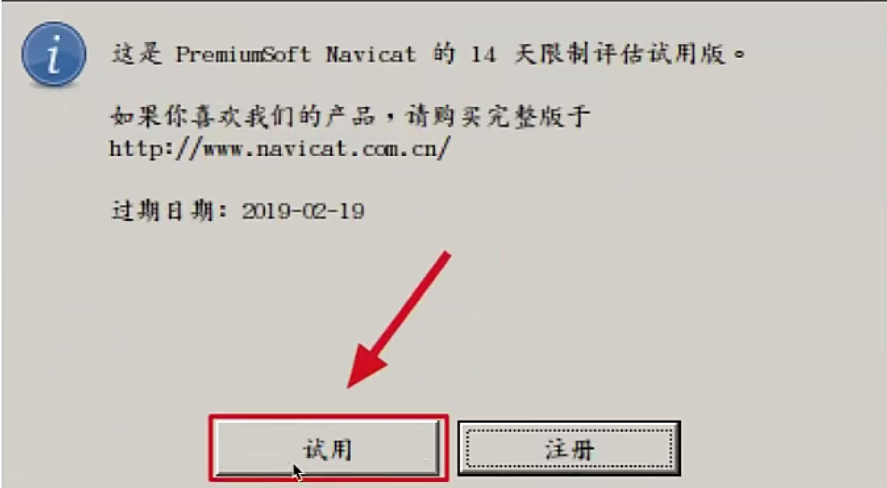 这是 PremiumSoft Navicat 的 14 天限制评估试用版。
如果你喜欢我们的产品，请购买完整版于
http://www.navicat.com.cn/
过期日期: 2019-02-19
试用
注册